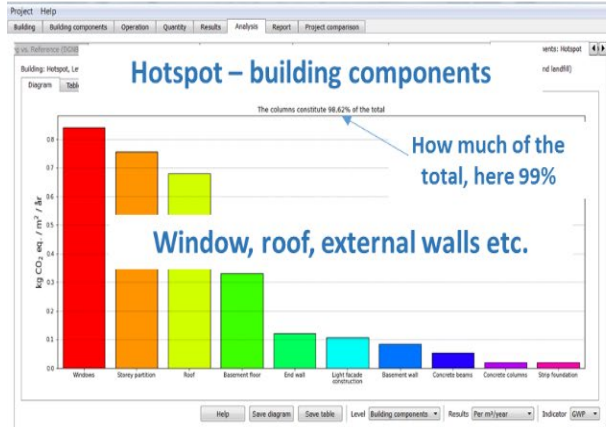 Project Help
Building Building components Operation Quantity Results Analysis Report Project comparison
g vs. Reference (DGNB
ents: Hotspot
Building: Hotspot, Le
nd landfill)
Hotspot – building components
Diagram Tabl
The columns constitute 98,62% of the total
How much of the
total, here 99%
Window, roof, external walls etc.
kg CO2 eq. / m² / år
0.8
0.7
0.6
0.5
0.4
0.3
0.2
0.1
0.0
Windows Storey partition Roof Basement floor End wall Light facade construction Basement wall Concrete beams Concrete columns Strip foundation
Help Save diagram Save table Level Building components Results Per m²/year Indicator GWP